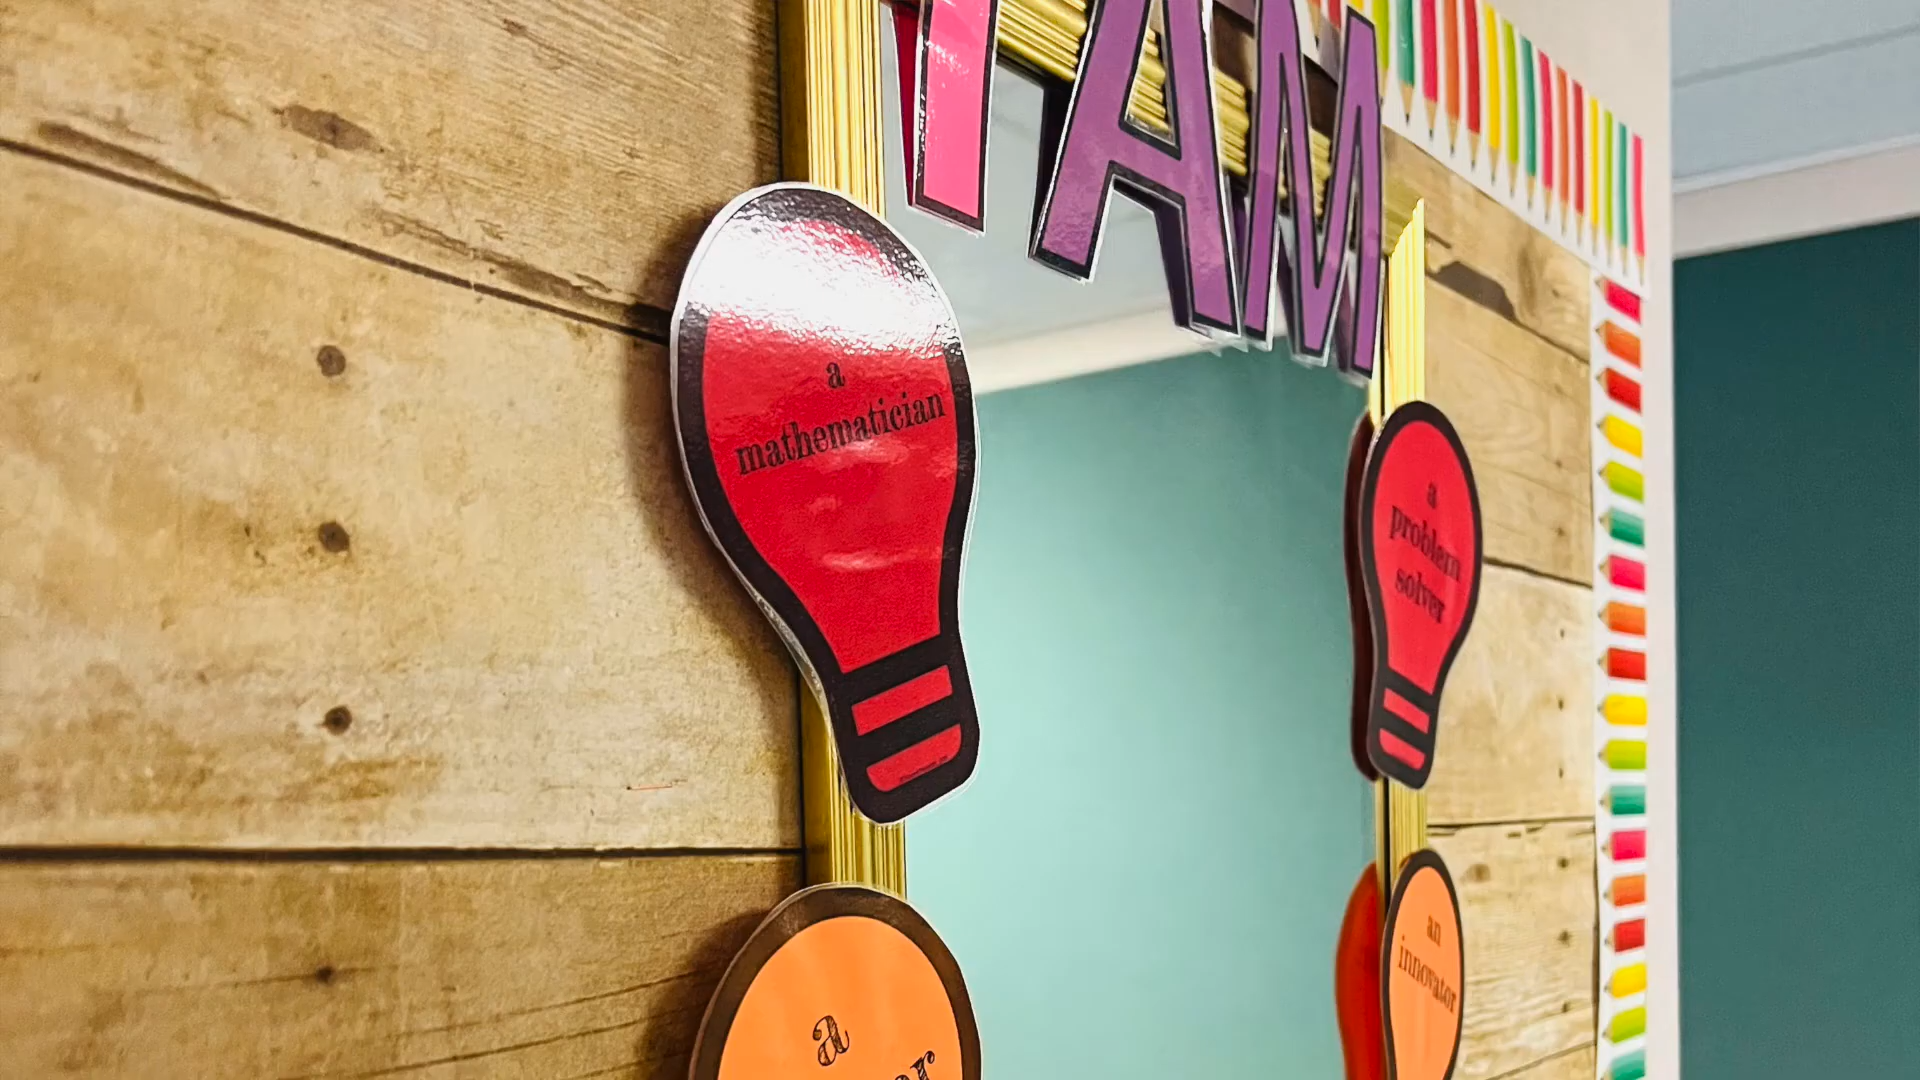 I AM
a
mathematician
a
problem
solver
an
innovator
a